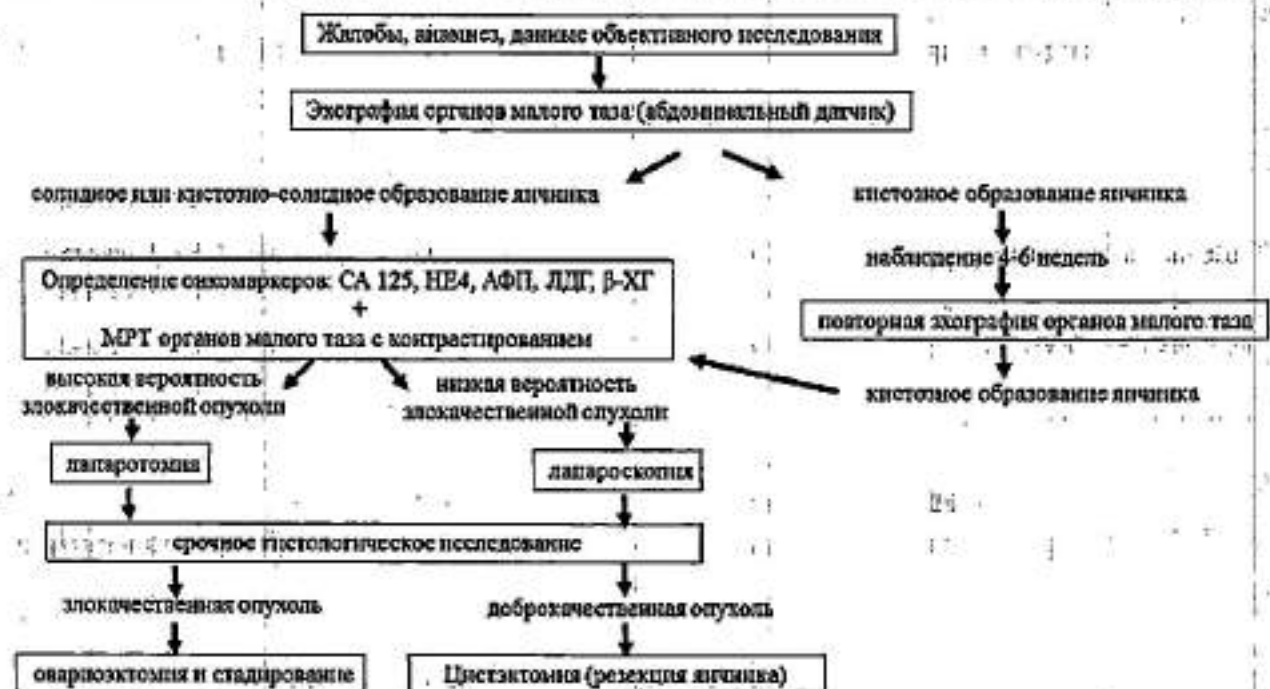 Жалобы, анамнез, данные объективного исследования
Эхография органов малого таза (абдоминальный датчик)
солидное или кистозно-солидное образование яичника
кистозное образование яичника
наблюдение 4-6 недель
Определение онкомаркеров: СА 125, НЕ4, АФП, ЛДГ, β-ХГ
+
МРТ органов малого таза с контрастированием
повторная эхография органов малого таза
высокая вероятность
злокачественной опухоли
низкая вероятность
злокачественной опухоли
кистозное образование яичника
лапаротомия
лапароскопия
срочное гистологическое исследование
злокачественная опухоль
доброкачественная опухоль
овариоэктомия и стадирование
Цистэктомия (резекция яичника)